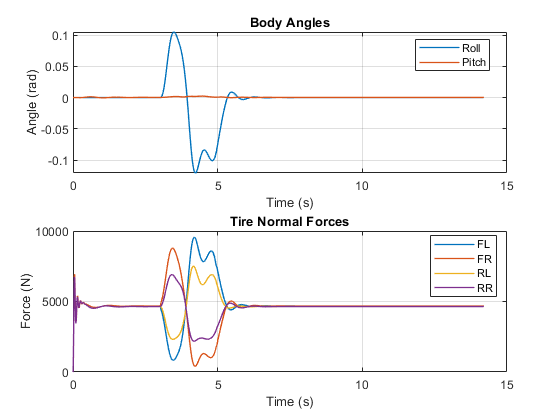 Body Angles
0.1
0.05
0
-0.05
-0.1
Angle (rad)
Roll
Pitch
0 5 10 15
Time (s)
Tire Normal Forces
10000
5000
0
Force (N)
FL
FR
RL
RR
0 5 10 15
Time (s)